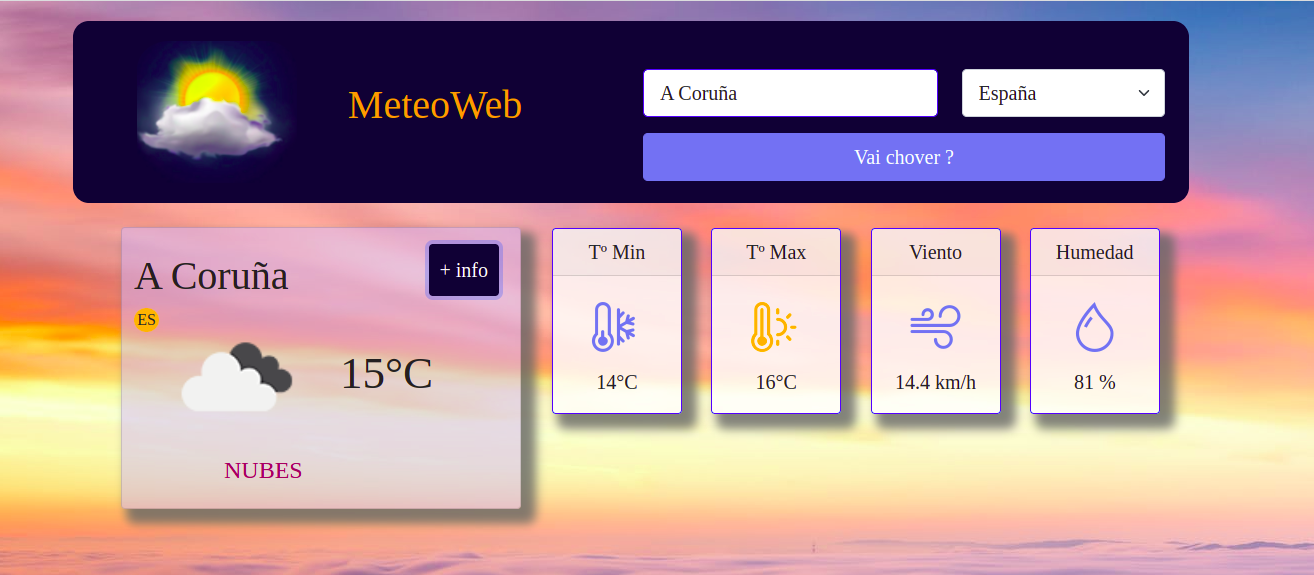 MeteoWeb
A Coruña
España
Vai chover ?
A Coruña
+ info
ES
15°C
NUBES
Tº Min
14°C
Tº Max
16°C
Viento
14.4 km/h
Humedad
81 %